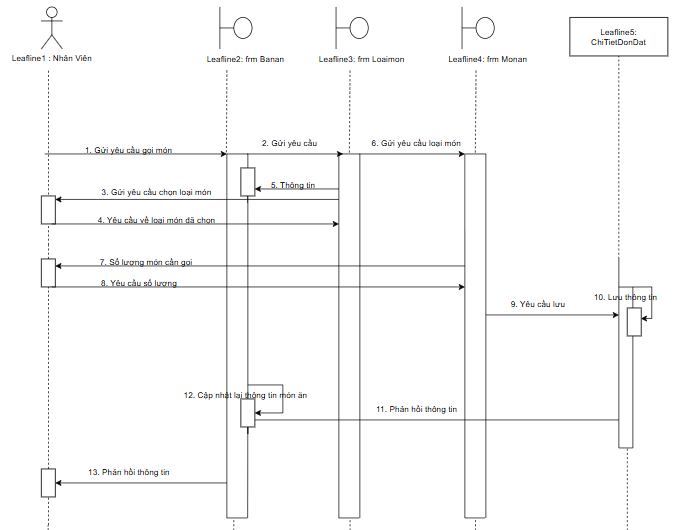 Leafline5:
ChiTietDonDat
Leafline1 : Nhân Viên
Leafline2: frm Banan
Leafline3: frm Loaimon
Leafline4: frm Monan
1. Gửi yêu cầu gọi món
2. Gửi yêu cầu
6. Gửi yêu cầu loại món
5. Thông tin
3. Gửi yêu cầu chọn loại món
4. Yêu cầu về loại món đã chọn
7. Số lượng món cần gọi
8. Yêu cầu số lượng
10. Lưu thông tin
9. Yêu cầu lưu
12. Cập nhật lại thông tin món ăn
11. Phản hồi thông tin
13. Phản hồi thông tin